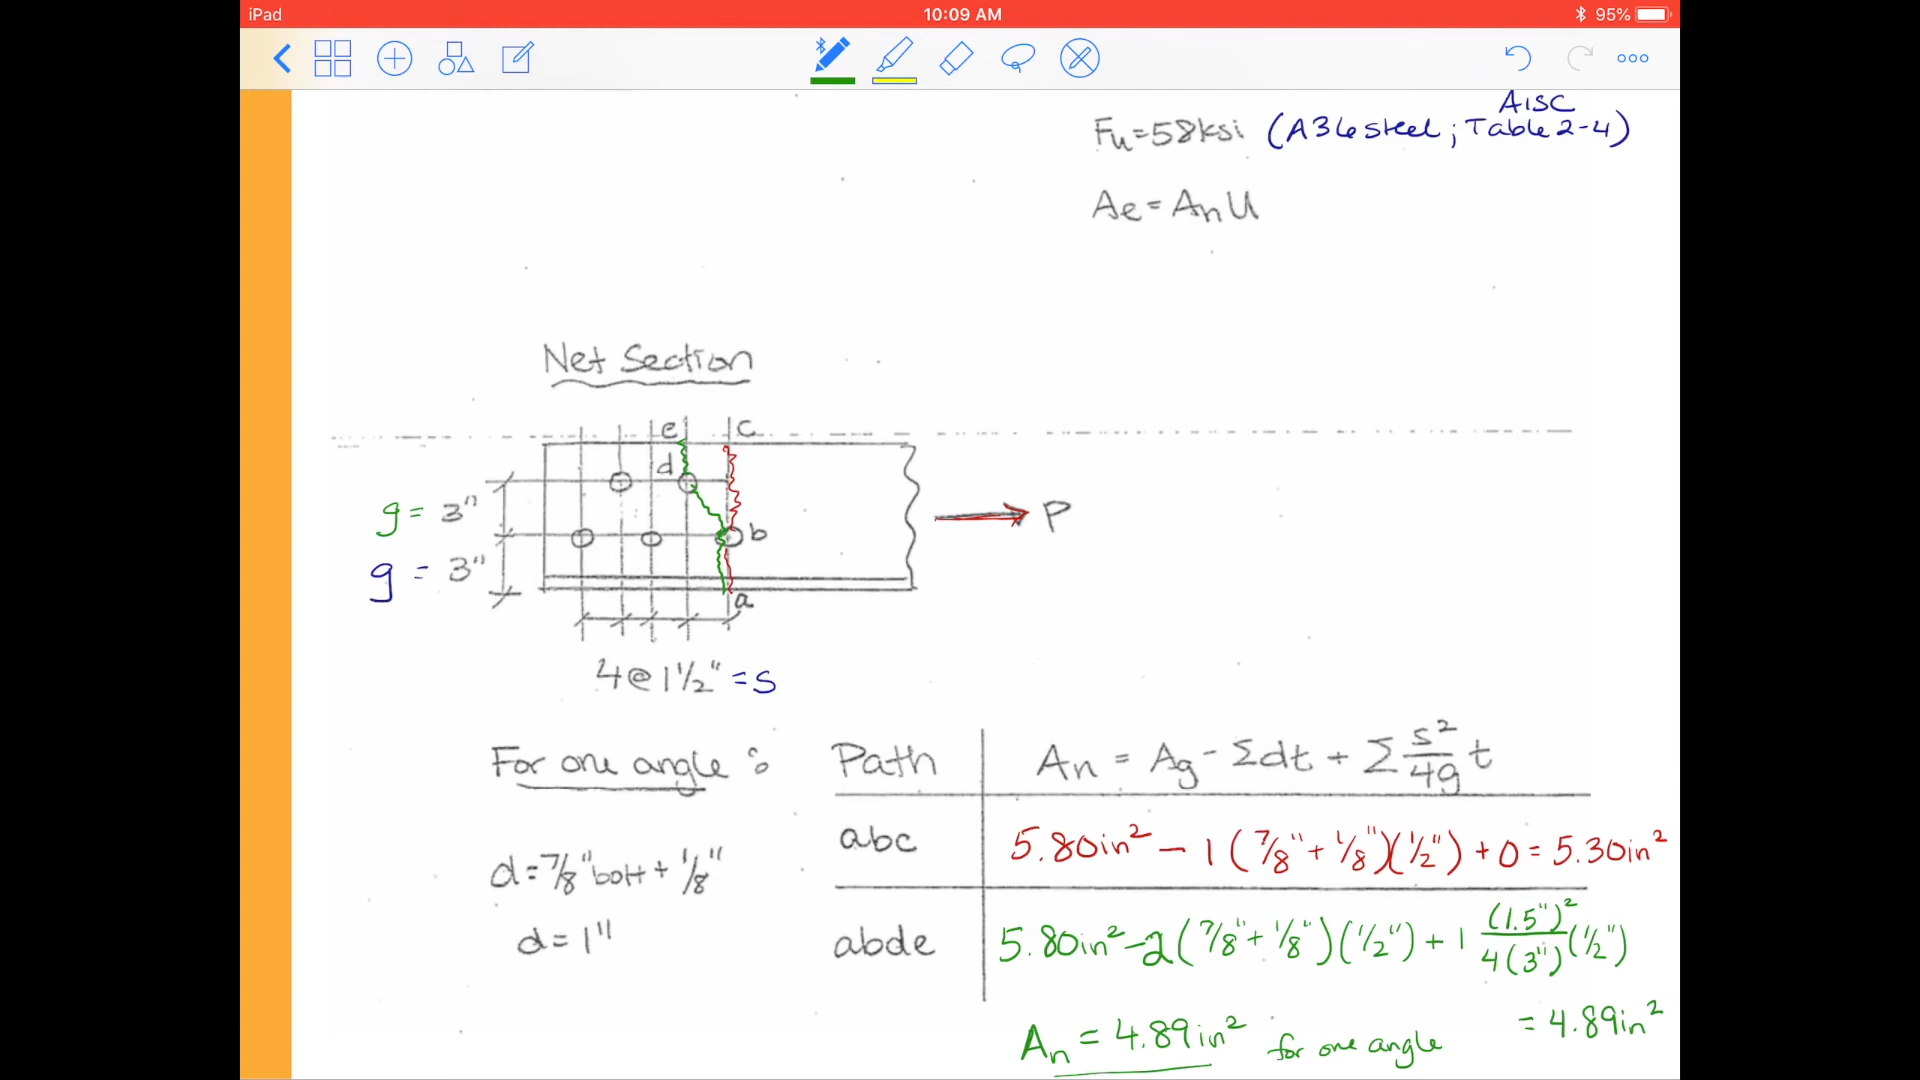 iPad
10:09 AM
95%
AISC
Fu=58ksi (A36 steel; Table 2-4)
Ae = An U
Net Section
e
c
d
g = 3"
b
P
g = 3"
a
4@1½" = s
For one angle :
Path
An = Ag - Σdt + Σ s²/4g t
abc
5.80in² - 1(7/8" + 1/8")(1/2") + 0 = 5.30in²
d=7/8"bolt + 1/8"
d=1"
abde
5.80in² - 2(7/8" + 1/8")(1/2") + 1 (1.5")²/4(3") (1/2")
= 4.89in²
An = 4.89in² for one angle